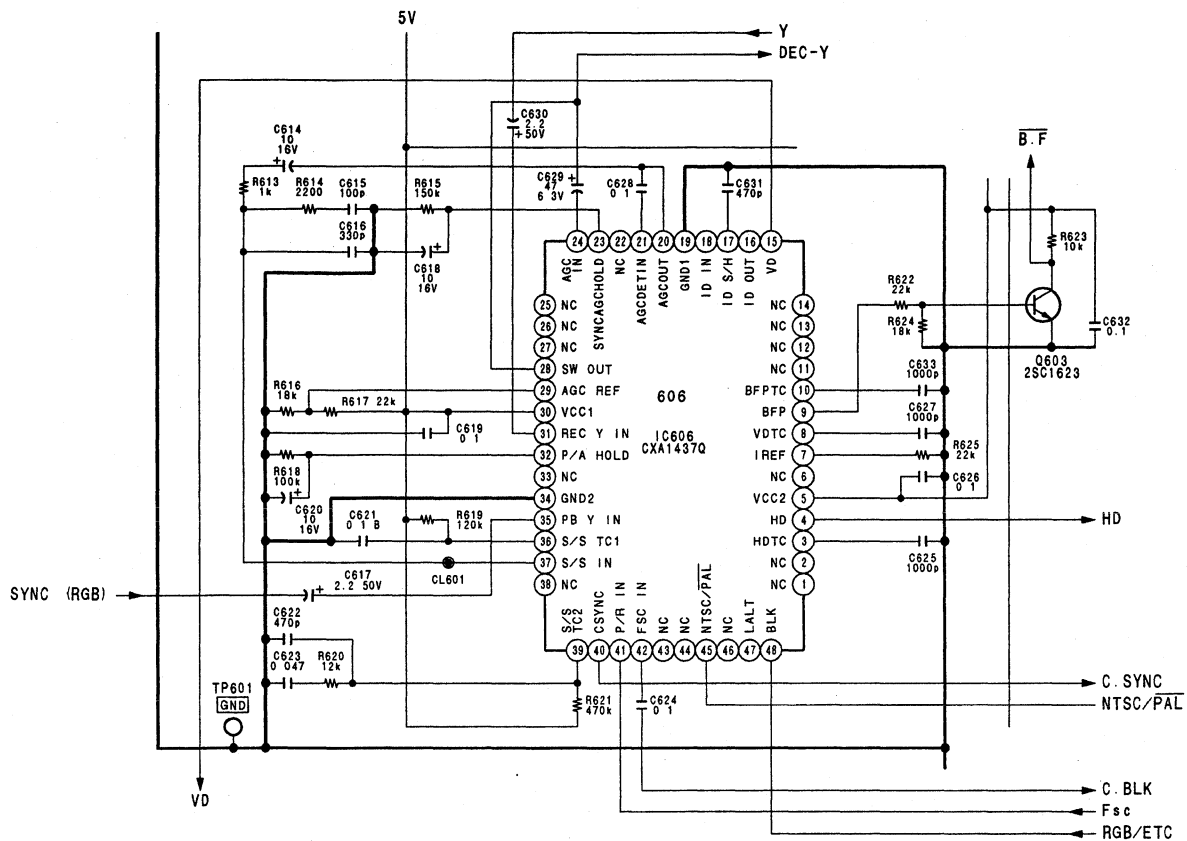 5V
Y
DEC-Y
C630
2.2
+ 50V
C614
10
16V
+
B.F
R613
1k
R614
2200
C615
100p
R615
150k
C629
47
6 3V
+
C628
0 1
C631
470p
C616
330p
+
C618
10
16V
R623
10k
24
23
22
21
20
19
18
17
16
15
AGC IN
SYNCAGCHOLD
NC
AGCDETIN
AGCOUT
GND1
ID IN
ID S/H
ID OUT
VD
R622
22k
R624
18k
C632
0.1
Q603
2SC1623
25 NC
26 NC
27 NC
28 SW OUT
29 AGC REF
30 VCC1
31 REC Y IN
32 P/A HOLD
33 NC
34 GND2
35 PB Y IN
36 S/S TC1
37 S/S IN
38 NC
NC 14
NC 13
NC 12
NC 11
BFPTC 10
BFP 9
VDTC 8
IREF 7
NC 6
VCC2 5
HD 4
HDTC 3
NC 2
NC 1
606
IC606
CXA1437Q
R616
18k
R617 22k
C619
0 1
R618
100k
+
C620
10
16V
C621
0 1 B
R619
120k
CL601
C633
1000p
C627
1000p
R625
22k
C626
0 1
HD
C625
1000p
SYNC (RGB)
C617
2.2 50V
+
C622
470p
C623
0 047
R620
12k
S/S TC2
CSYNC
P/R IN
FSC IN
NC
NC
NTSC/PAL
NC
LALT
BLK
39
40
41
42
43
44
45
46
47
48
TP601
GND
R621
470k
C624
0 1
C.SYNC
NTSC/PAL
VD
C.BLK
Fsc
RGB/ETC